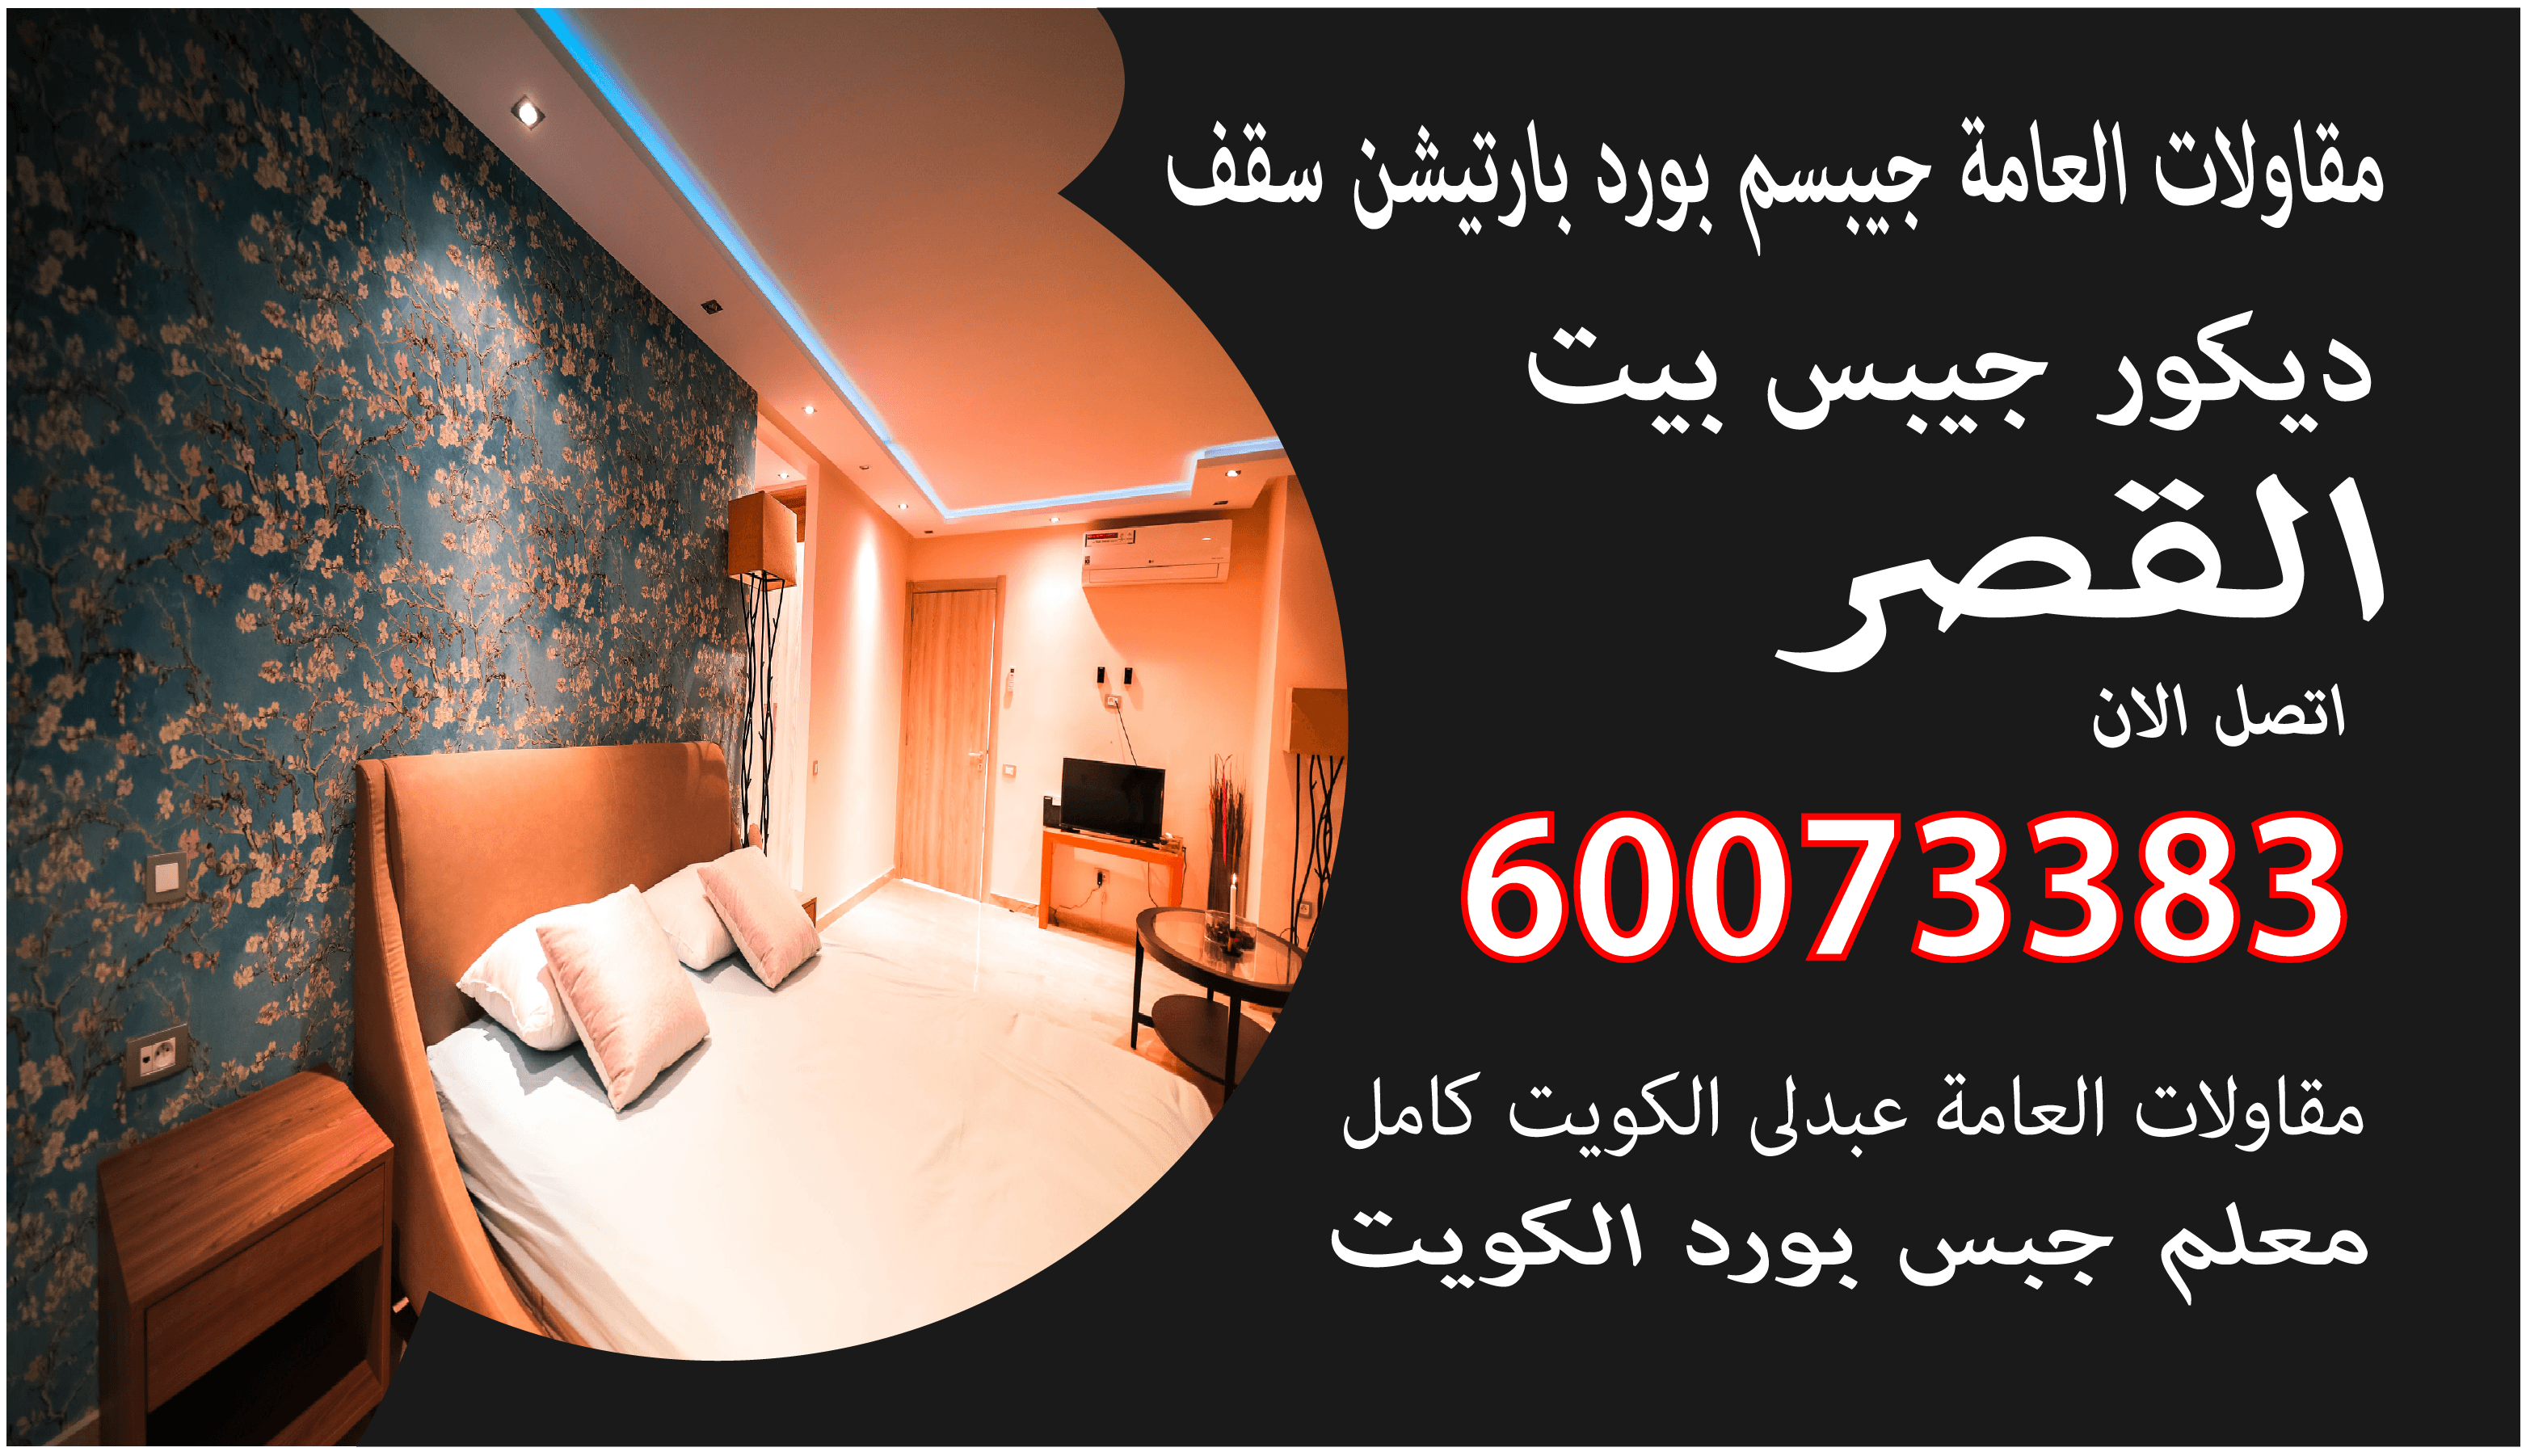 مقاولات العامة جيبسم بورد بارتيشن سقف
ديكور جيبس بيت
القصر
اتصل الان
60073383
مقاولات العامة عبدلى الكويت كامل
معلم جبس بورد الكويت